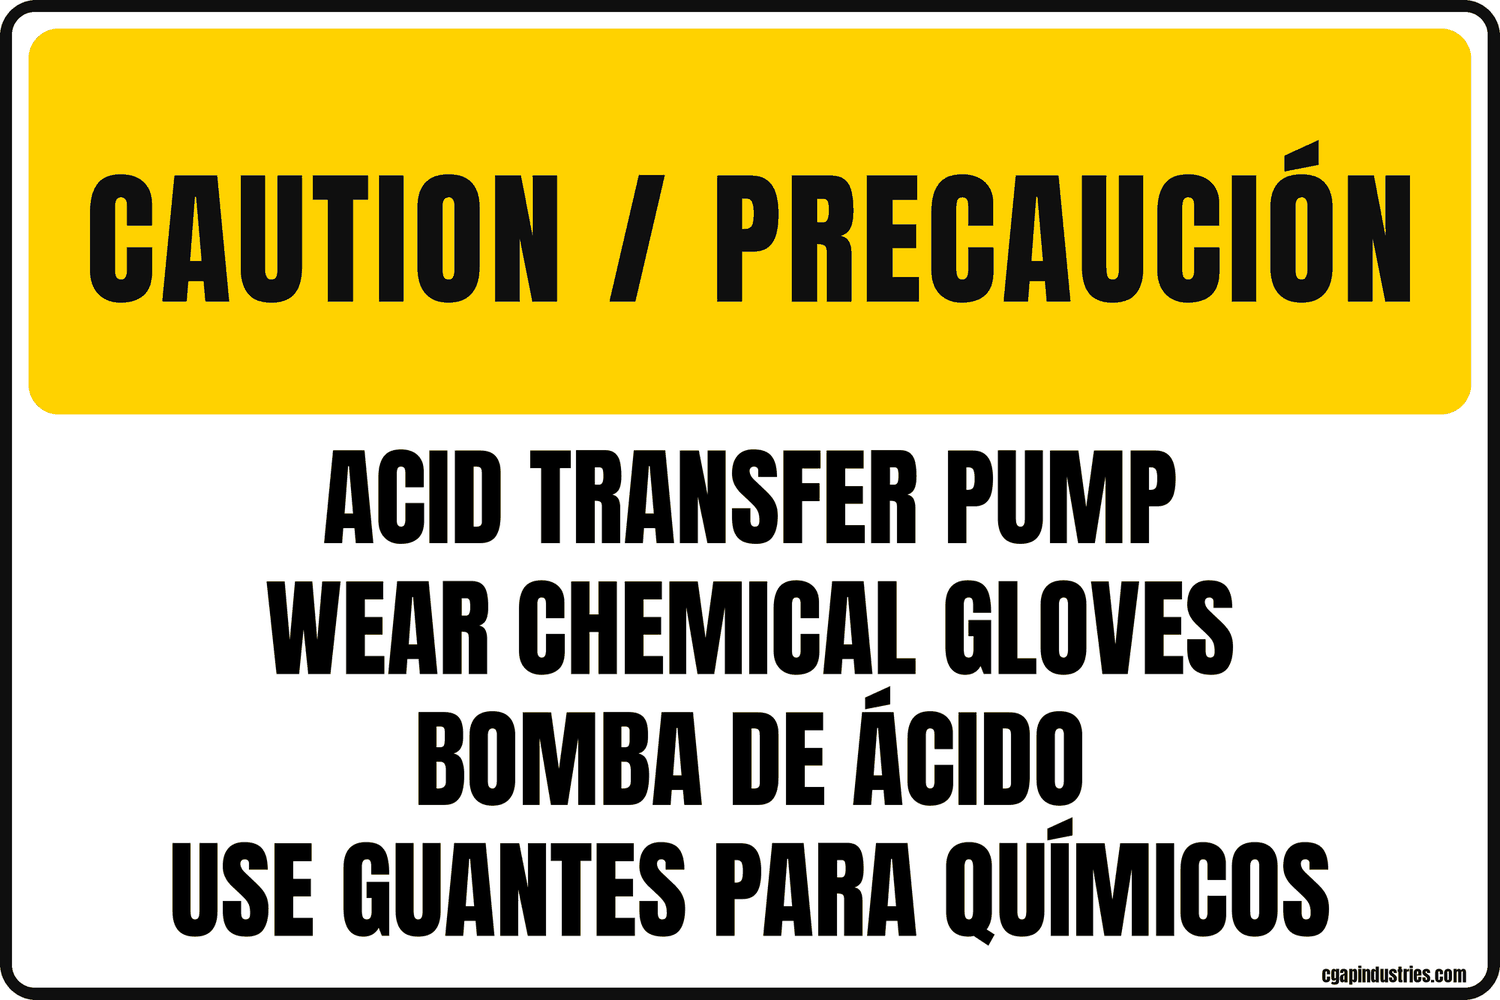 CAUTION / PRECAUCIÓN
ACID TRANSFER PUMP
WEAR CHEMICAL GLOVES
BOMBA DE ÁCIDO
USE GUANTES PARA QUÍMICOS
cgapindustries.com